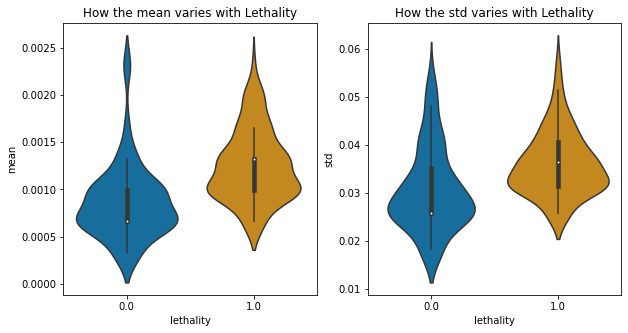 How the mean varies with Lethality
0.0025
0.0020
0.0015
0.0010
0.0005
0.0000
mean
0.0
1.0
lethality
How the std varies with Lethality
0.06
0.05
0.04
0.03
0.02
0.01
std
0.0
1.0
lethality